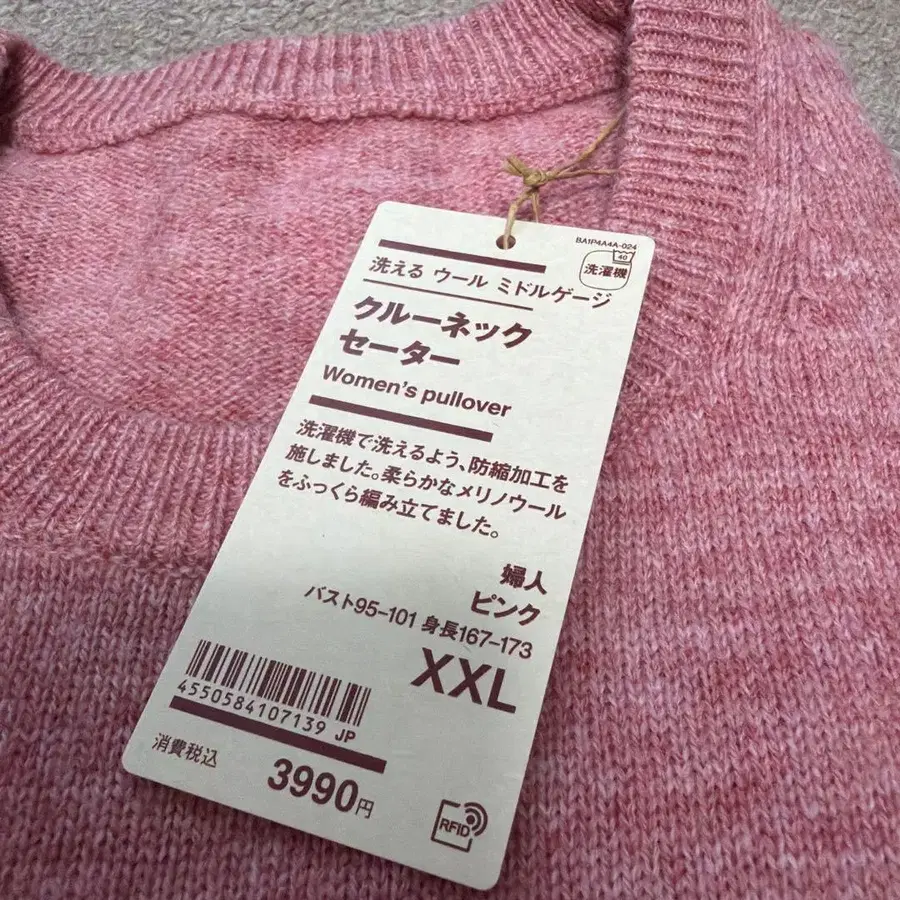 BA1P4A4A-024
40
洗濯機
洗える ウール ミドルゲージ
クルーネック
セーター
Women's pullover
洗濯機で洗えるよう、防縮加工を
施しました。柔らかなメリノウール
をふっくら編み立てました。
婦人
ピンク
バスト95-101 身長167-173
XXL
4550584107139 JP
消費税込
3990円
RFID